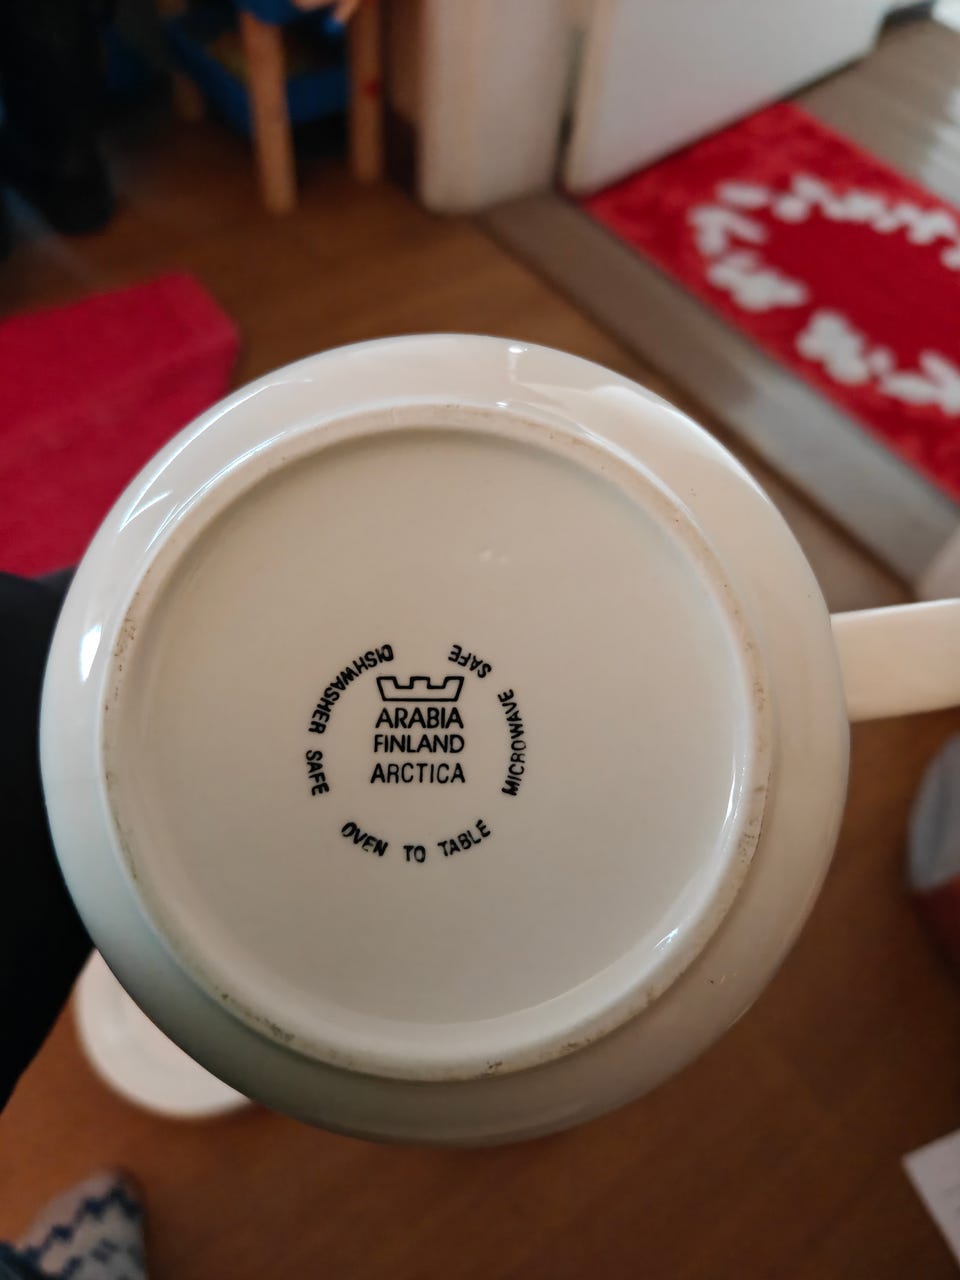 ARABIA
FINLAND
ARCTICA
DISHWASHER SAFE
OVEN TO TABLE
MICROWAVE SAFE